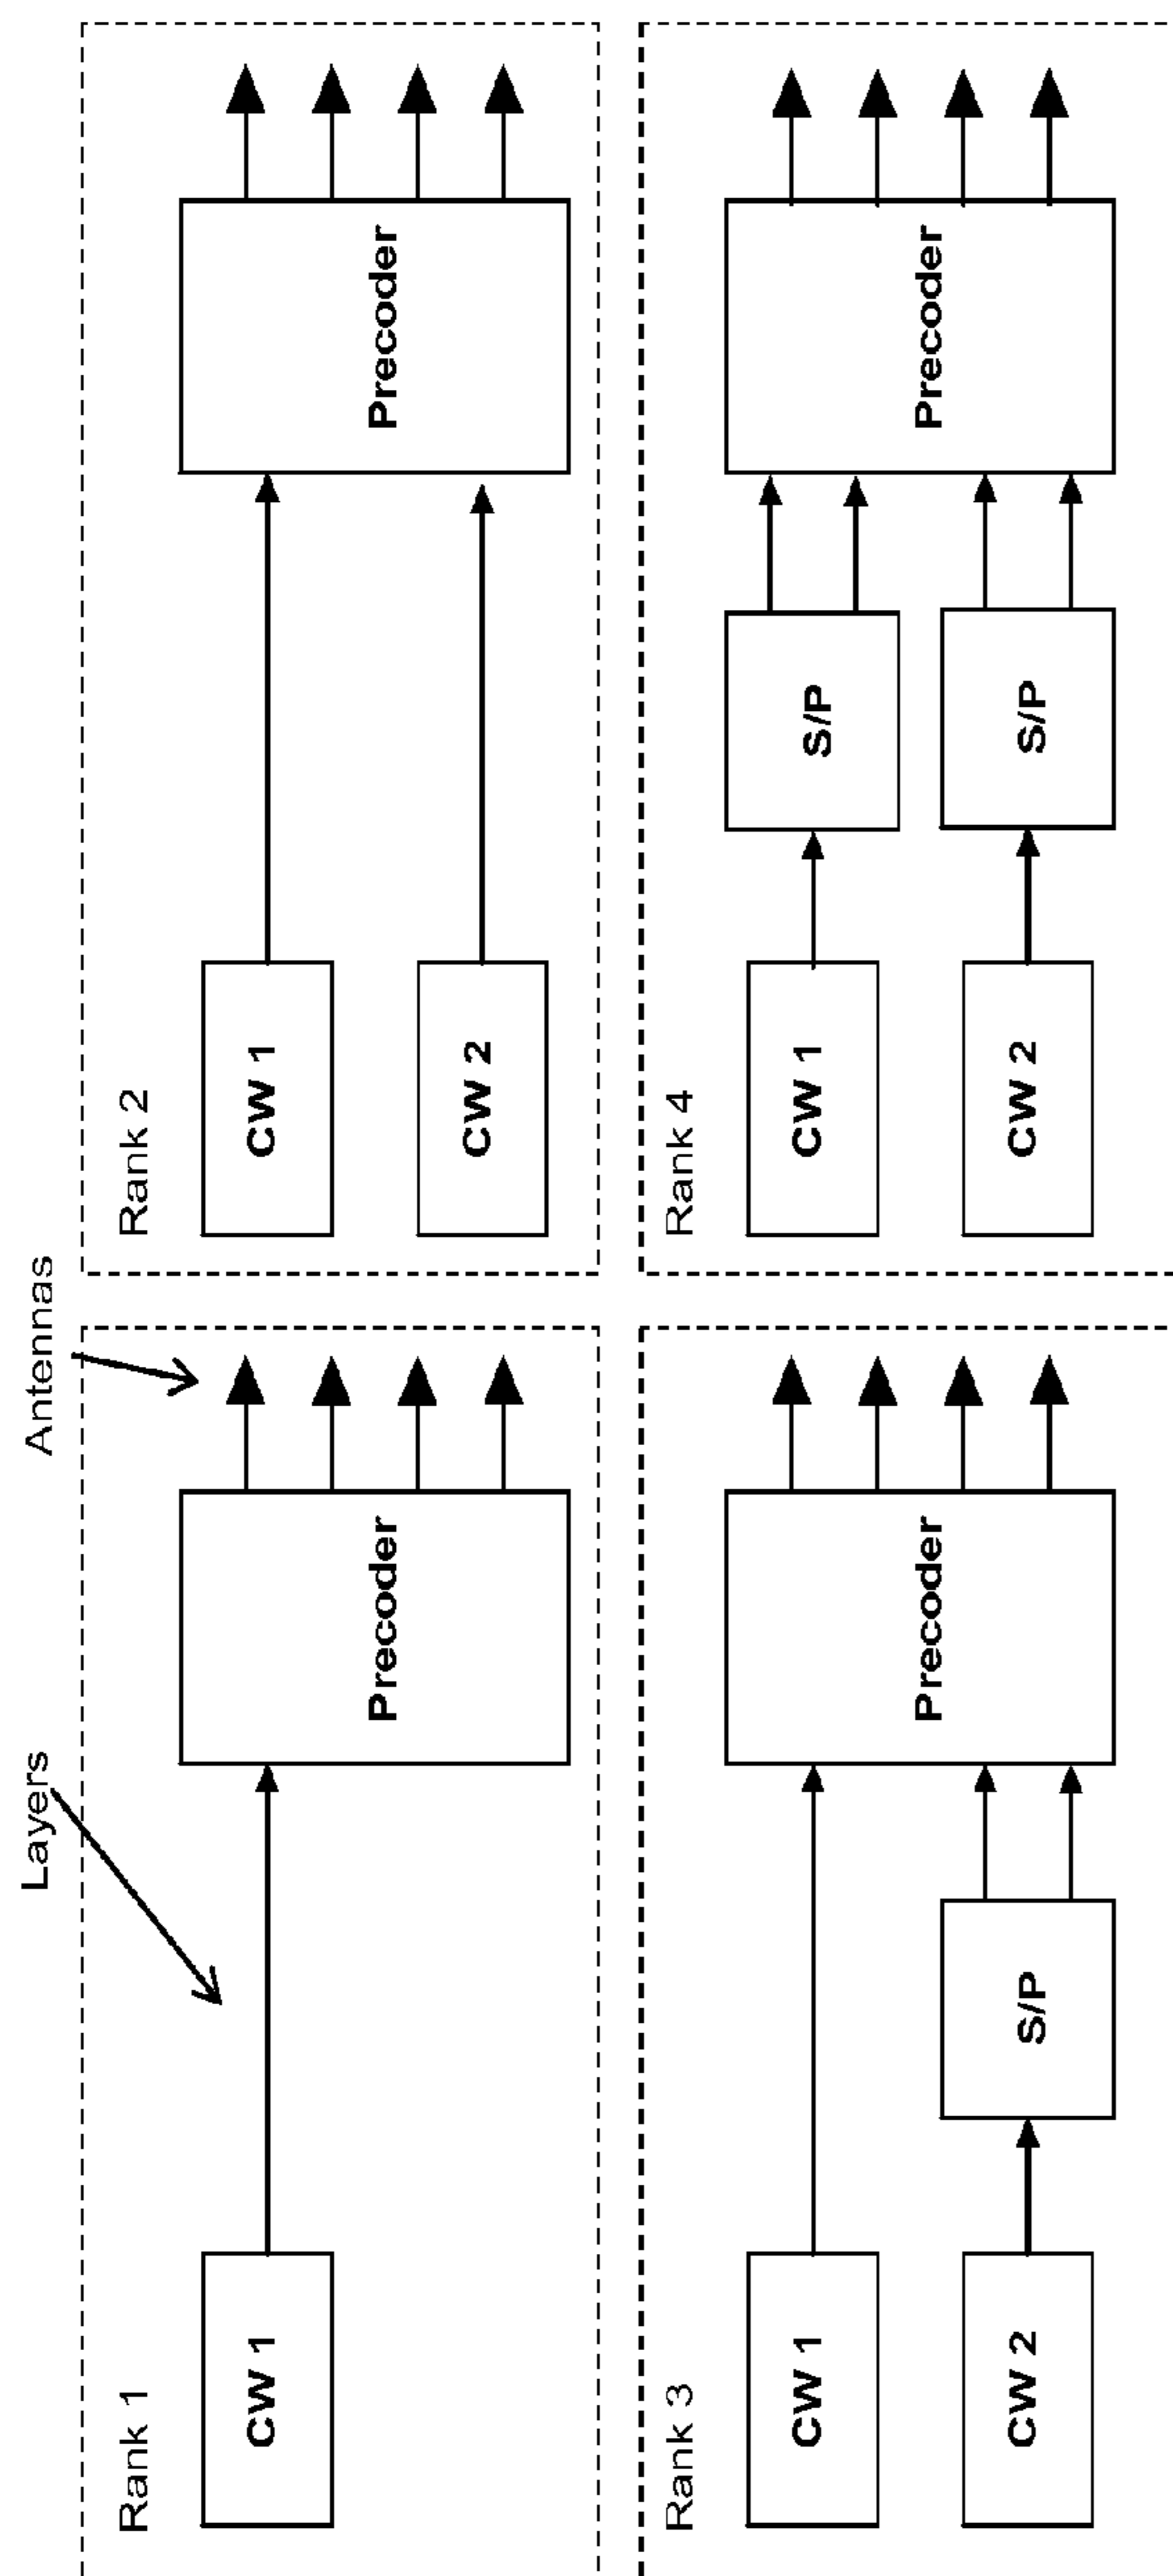 Layers
Antennas
Rank 1
CW 1
Precoder
Rank 2
CW 1
CW 2
Precoder
Rank 3
CW 1
CW 2
S/P
Precoder
Rank 4
CW 1
CW 2
S/P
S/P
Precoder